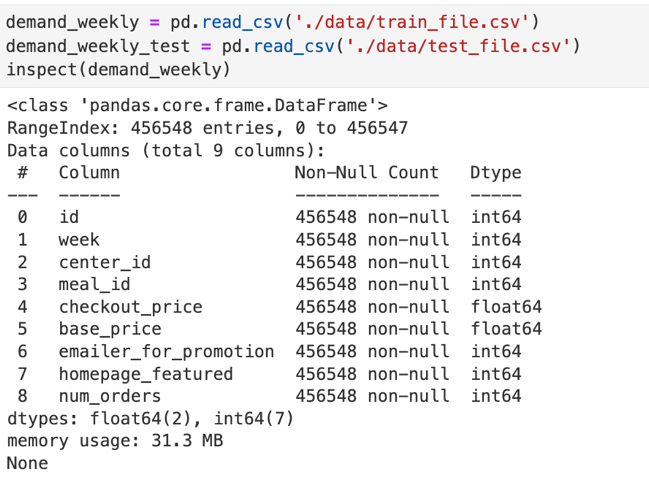 demand_weekly = pd.read_csv('./data/train_file.csv')
demand_weekly_test = pd.read_csv('./data/test_file.csv')
inspect(demand_weekly)
<class 'pandas.core.frame.DataFrame'>
RangeIndex: 456548 entries, 0 to 456547
Data columns (total 9 columns):
 #   Column                 Non-Null Count   Dtype
---  ------                 --------------   -----
 0   id                     456548 non-null  int64
 1   week                   456548 non-null  int64
 2   center_id              456548 non-null  int64
 3   meal_id                456548 non-null  int64
 4   checkout_price         456548 non-null  float64
 5   base_price             456548 non-null  float64
 6   emailer_for_promotion  456548 non-null  int64
 7   homepage_featured      456548 non-null  int64
 8   num_orders             456548 non-null  int64
dtypes: float64(2), int64(7)
memory usage: 31.3 MB
None